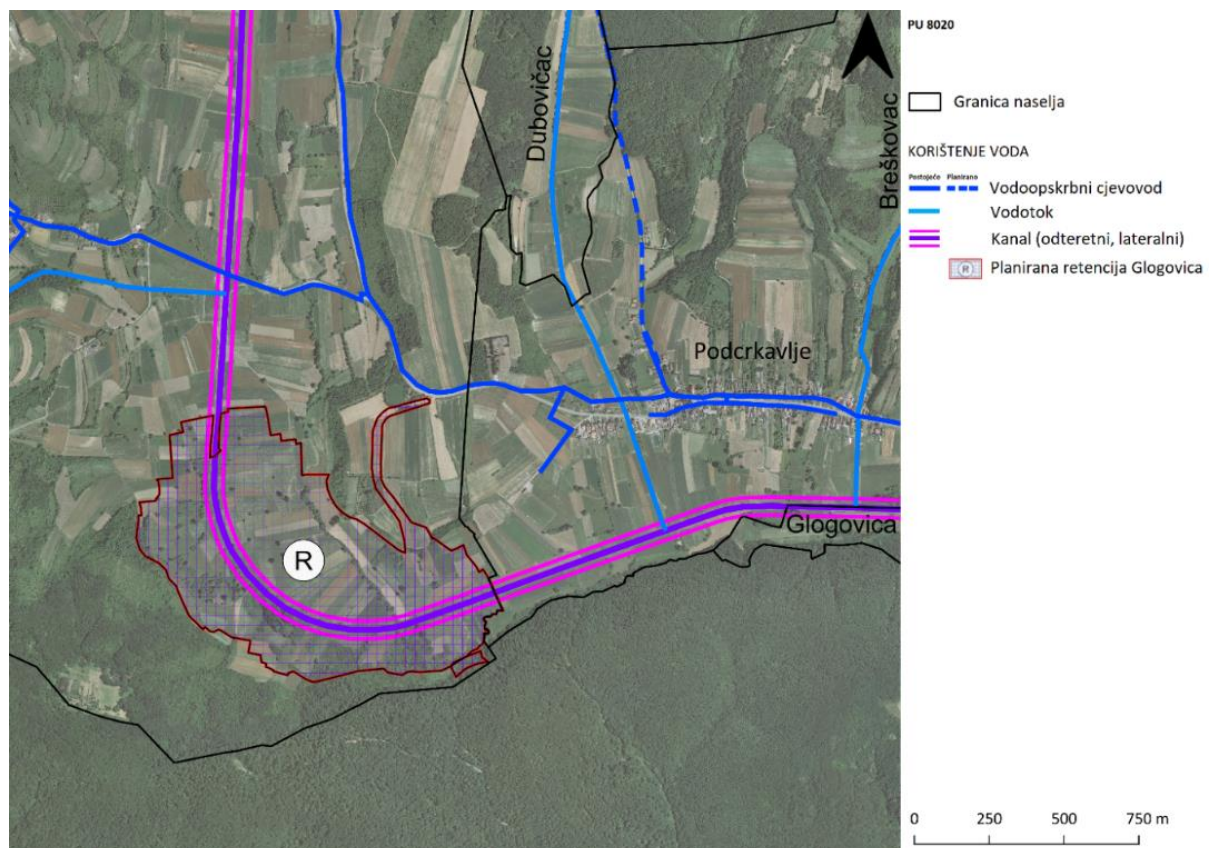 PU 8020
Granica naselja
KORIŠTENJE VODA
Postojeće Planirano
Vodoopskrbni cjevovod
Vodotok
Kanal (odteretni, lateralni)
R Planirana retencija Glogovica
Dubovičac
Breškovac
Podcrkavlje
Glogovica
R
0 250 500 750 m